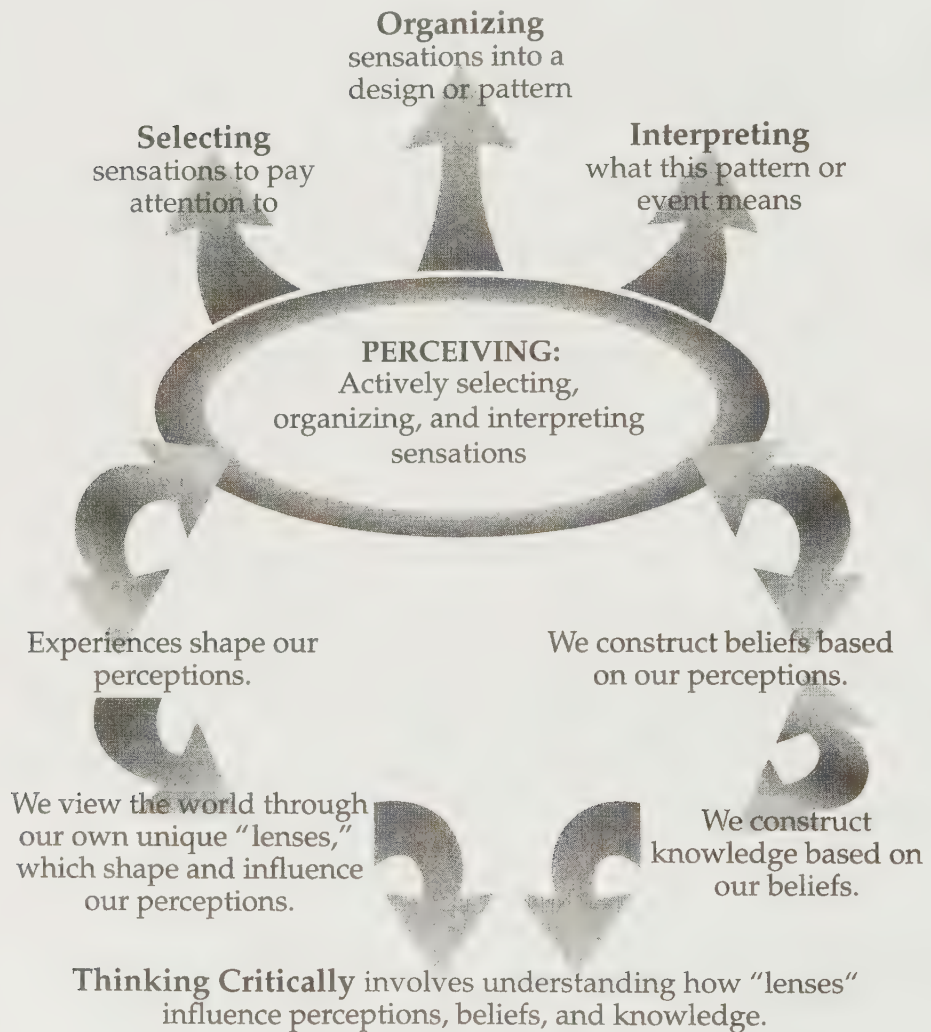 Organizing
sensations into a
design or pattern
Selecting
sensations to pay
attention to
Interpreting
what this pattern or
event means
PERCEIVING:
Actively selecting,
organizing, and interpreting
sensations
Experiences shape our
perceptions.
We construct beliefs based
on our perceptions.
We view the world through
our own unique "lenses,"
which shape and influence
our perceptions.
We construct
knowledge based on
our beliefs.
Thinking Critically involves understanding how "lenses"
influence perceptions, beliefs, and knowledge.